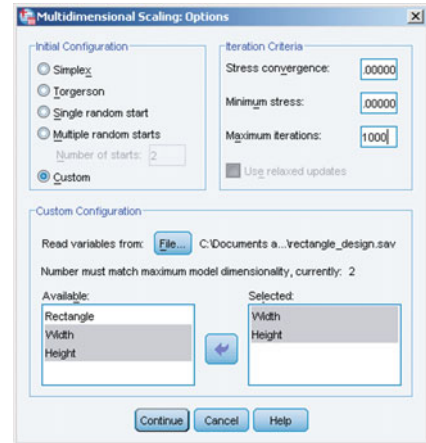 Multidimensional Scaling: Options
Initial Configuration
Simplex
Torgerson
Single random start
Multiple random starts
Number of starts: 2
Custom
Iteration Criteria
Stress convergence: .00000
Minimum stress: .00000
Maximum iterations: 1000
Use relaxed updates
Custom Configuration
Read variables from: File... C:\Documents a...\rectangle_design.sav
Number must match maximum model dimensionality, currently: 2
Available:
Rectangle
Width
Height
Selected:
Width
Height
Continue Cancel Help